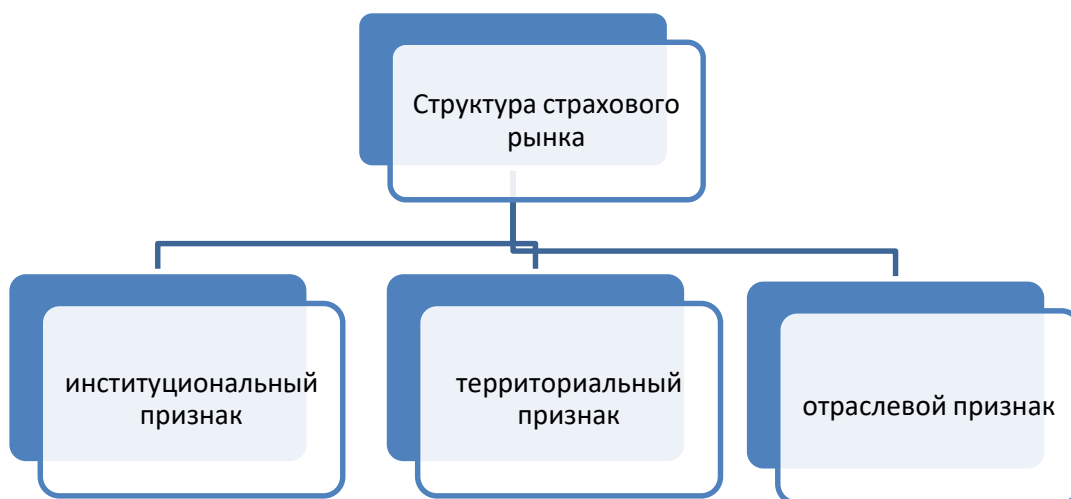 Структура страхового
рынка
институциональный
признак
территориальный
признак
отраслевой признак